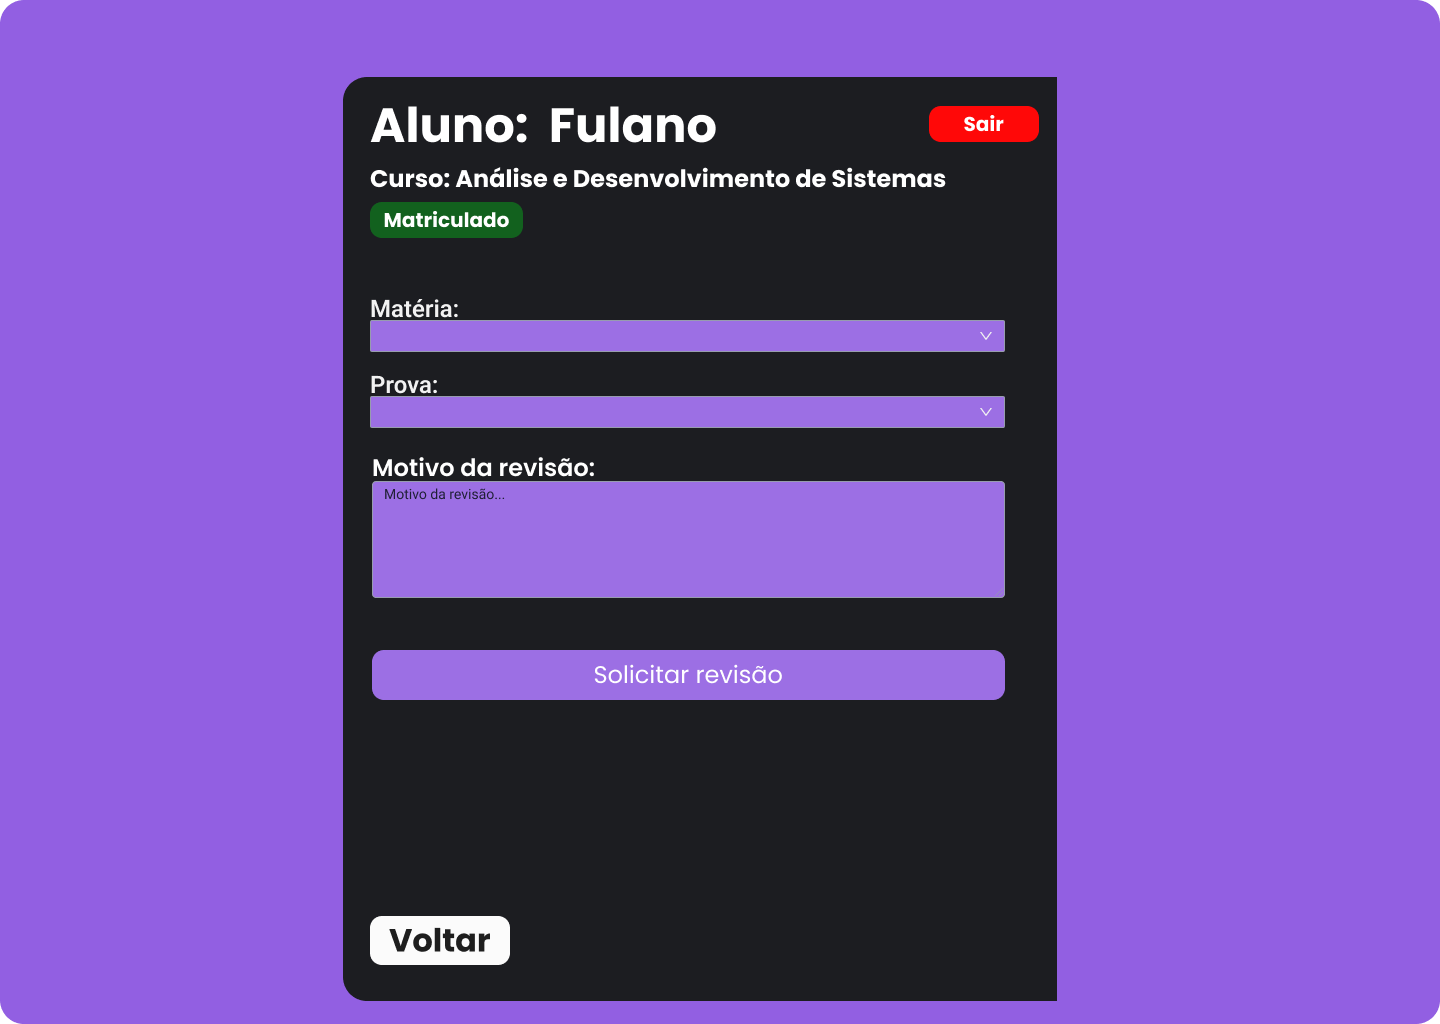 Aluno: Fulano
Sair
Curso: Análise e Desenvolvimento de Sistemas
Matriculado
Matéria:
Prova:
Motivo da revisão:
Motivo da revisão...
Solicitar revisão
Voltar